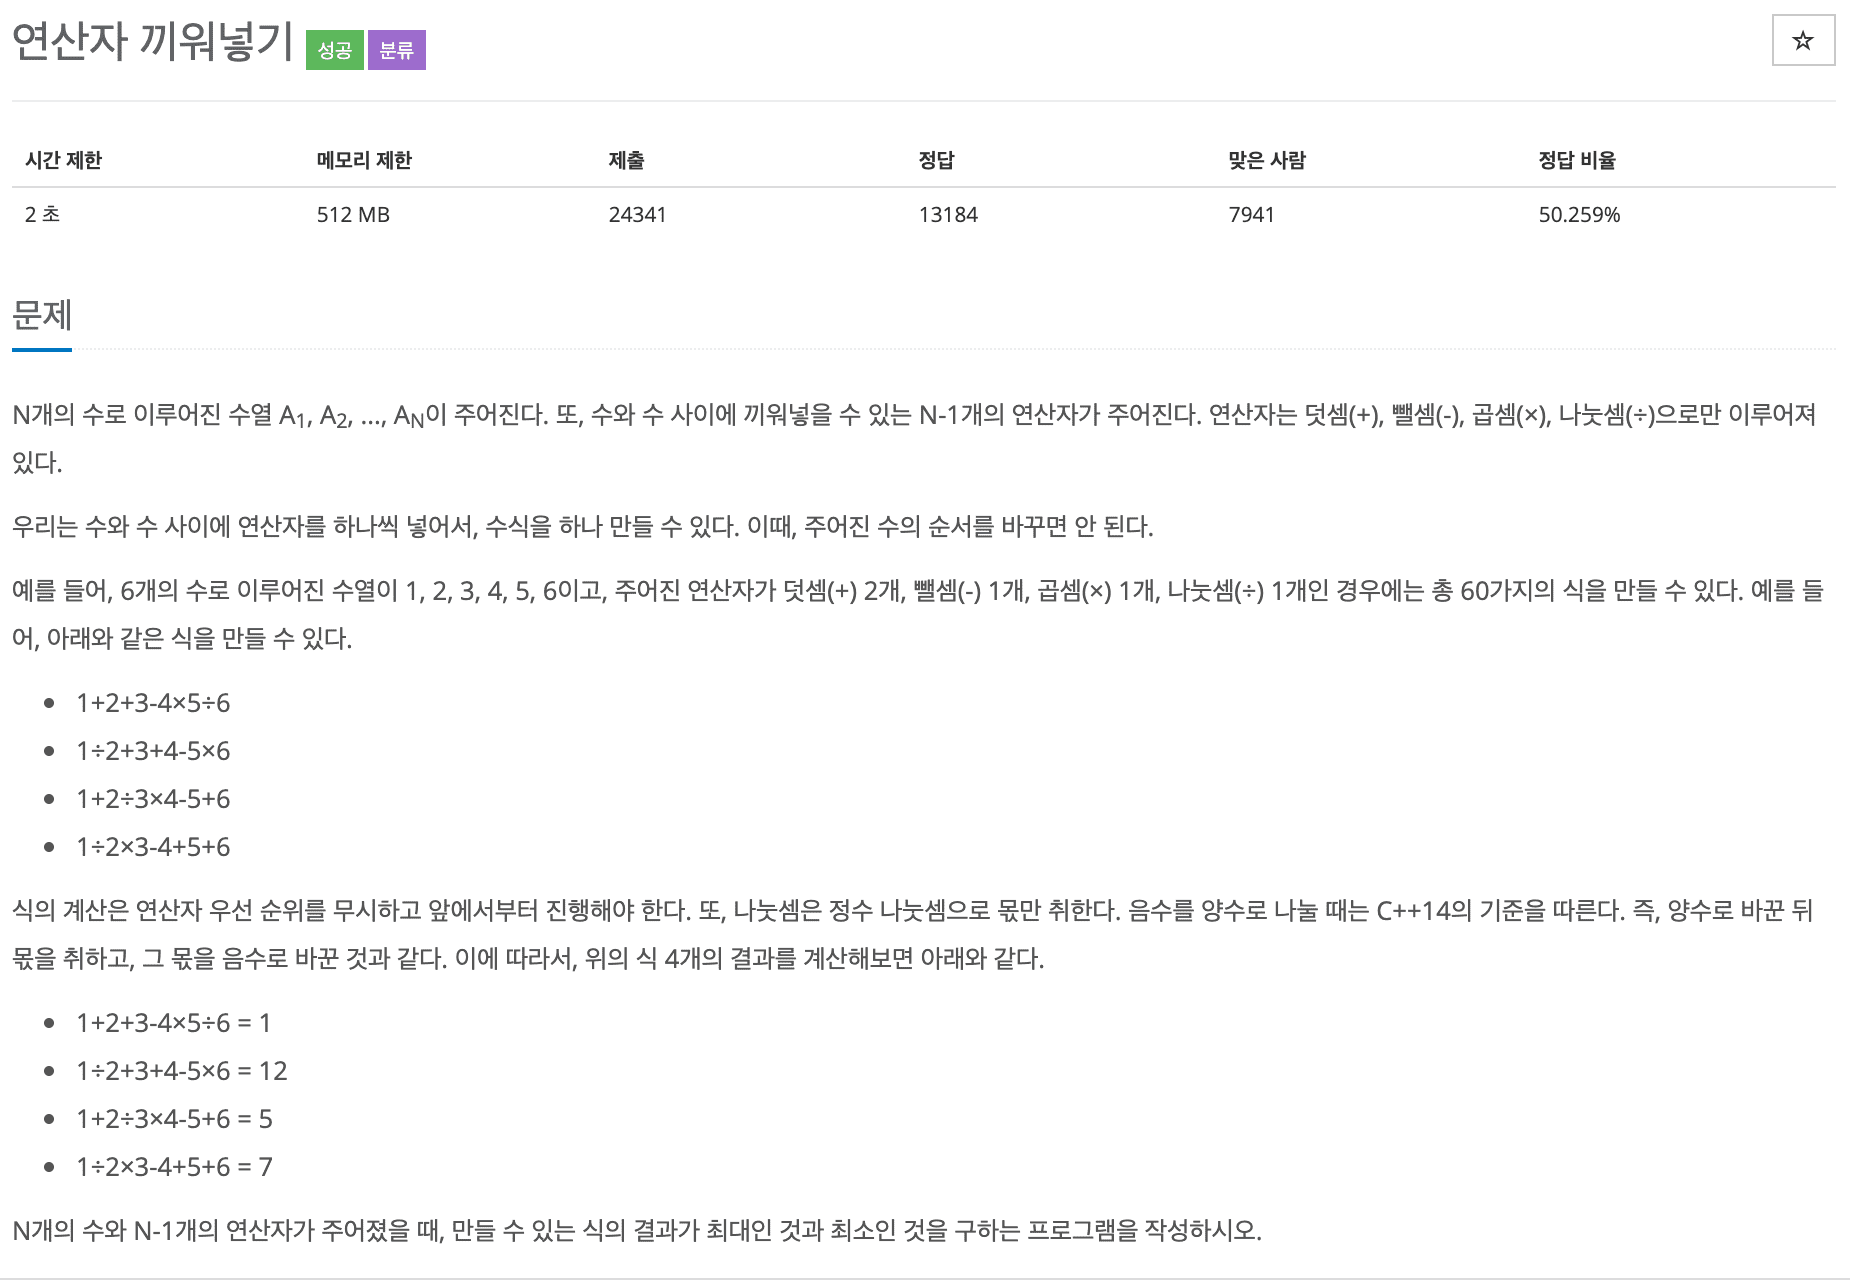 연산자 끼워넣기 성공 분류 ☆
시간 제한 메모리 제한 제출 정답 맞은 사람 정답 비율
2 초 512 MB 24341 13184 7941 50.259%
문제
N개의 수로 이루어진 수열 A1, A2, ..., AN이 주어진다. 또, 수와 수 사이에 끼워넣을 수 있는 N-1개의 연산자가 주어진다. 연산자는 덧셈(+), 뺄셈(-), 곱셈(×), 나눗셈(÷)으로만 이루어져
있다.
우리는 수와 수 사이에 연산자를 하나씩 넣어서, 수식을 하나 만들 수 있다. 이때, 주어진 수의 순서를 바꾸면 안 된다.
예를 들어, 6개의 수로 이루어진 수열이 1, 2, 3, 4, 5, 6이고, 주어진 연산자가 덧셈(+) 2개, 뺄셈(-) 1개, 곱셈(×) 1개, 나눗셈(÷) 1개인 경우에는 총 60가지의 식을 만들 수 있다. 예를 들
어, 아래와 같은 식을 만들 수 있다.
• 1+2+3-4×5÷6
• 1÷2+3+4-5×6
• 1+2÷3×4-5+6
• 1÷2×3-4+5+6
식의 계산은 연산자 우선 순위를 무시하고 앞에서부터 진행해야 한다. 또, 나눗셈은 정수 나눗셈으로 몫만 취한다. 음수를 양수로 나눌 때는 C++14의 기준을 따른다. 즉, 양수로 바꾼 뒤
몫을 취하고, 그 몫을 음수로 바꾼 것과 같다. 이에 따라서, 위의 식 4개의 결과를 계산해보면 아래와 같다.
• 1+2+3-4×5÷6 = 1
• 1÷2+3+4-5×6 = 12
• 1+2÷3×4-5+6 = 5
• 1÷2×3-4+5+6 = 7
N개의 수와 N-1개의 연산자가 주어졌을 때, 만들 수 있는 식의 결과가 최대인 것과 최소인 것을 구하는 프로그램을 작성하시오.